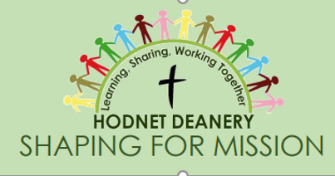 Learning, Sharing, Working Together
HODNET DEANERY
SHAPING FOR MISSION